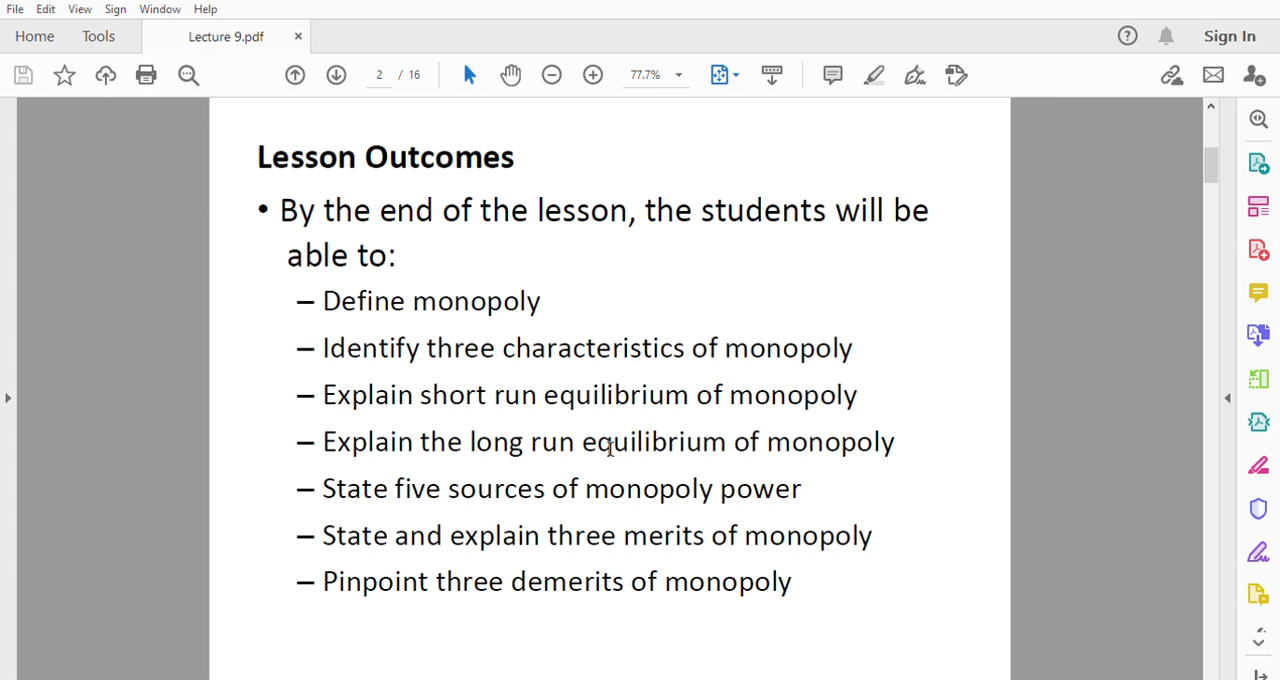 File Edit View Sign Window Help
Home Tools Lecture 9.pdf × Sign In
2 / 16 77.7%
Lesson Outcomes
• By the end of the lesson, the students will be
able to:
– Define monopoly
– Identify three characteristics of monopoly
– Explain short run equilibrium of monopoly
– Explain the long run equilibrium of monopoly
– State five sources of monopoly power
– State and explain three merits of monopoly
– Pinpoint three demerits of monopoly